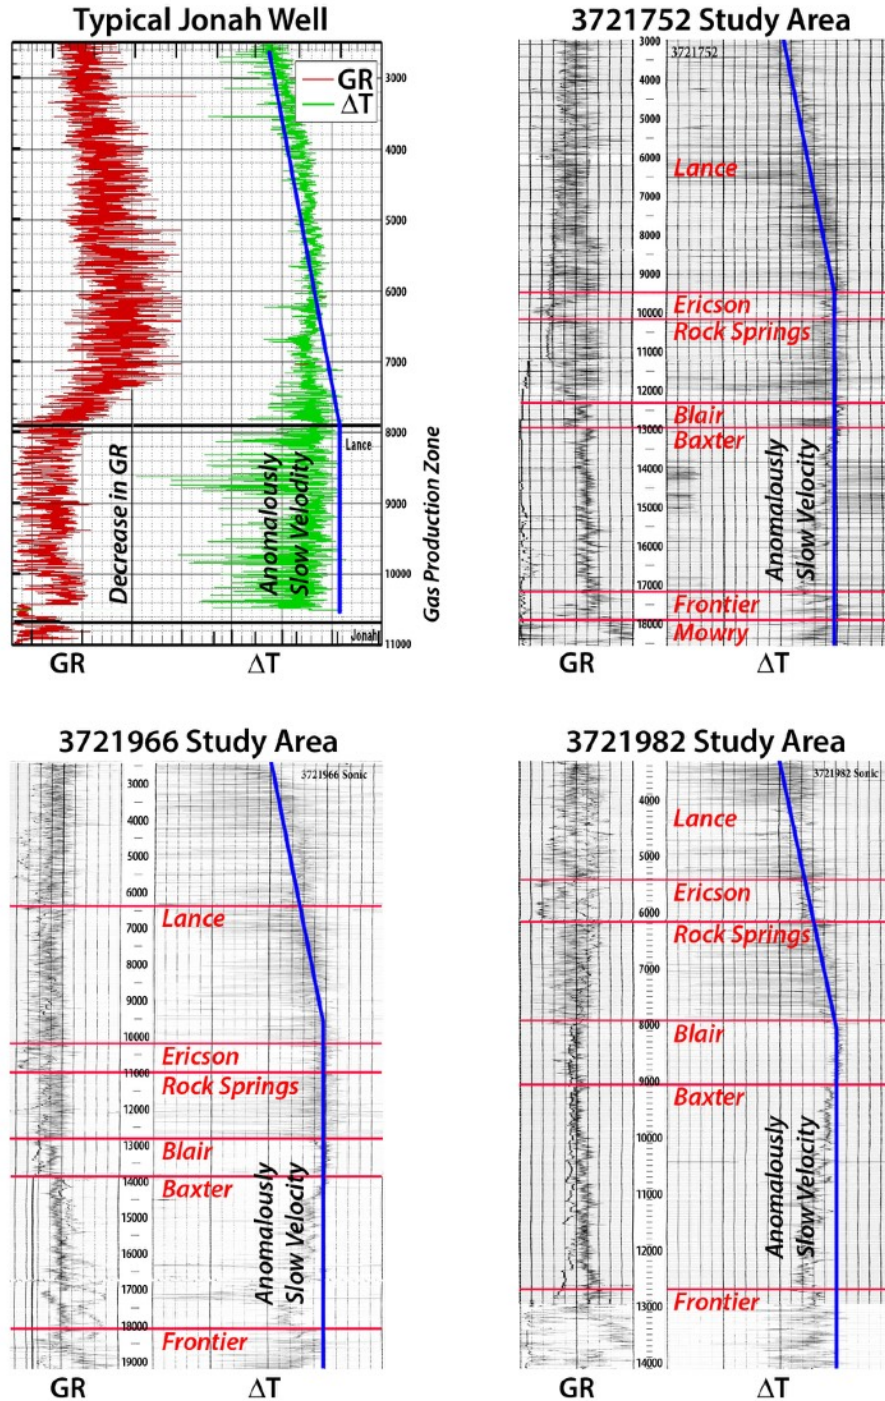 Typical Jonah Well
GR
ΔT
3000
4000
5000
6000
7000
8000
9000
10000
11000
Lance
Jonah
Decrease in GR
Anomalously
Slow Velodity
Gas Production Zone
GR
ΔT
3721752 Study Area
3721752
3000
4000
5000
6000
7000
8000
9000
10000
11000
12000
13000
14000
15000
16000
17000
18000
Lance
Ericson
Rock Springs
Blair
Baxter
Frontier
Mowry
Anomalously
Slow Velocity
GR
ΔT
3721966 Study Area
3721966 Sonic
3000
4000
5000
6000
7000
8000
9000
10000
11000
12000
13000
14000
15000
16000
17000
18000
19000
Lance
Ericson
Rock Springs
Blair
Baxter
Frontier
Anomalously
Slow Velocity
GR
ΔT
3721982 Study Area
3721982 Sonic
4000
5000
6000
7000
8000
9000
10000
11000
12000
13000
14000
Lance
Ericson
Rock Springs
Blair
Baxter
Frontier
Anomalously
Slow Velocity
GR
ΔT